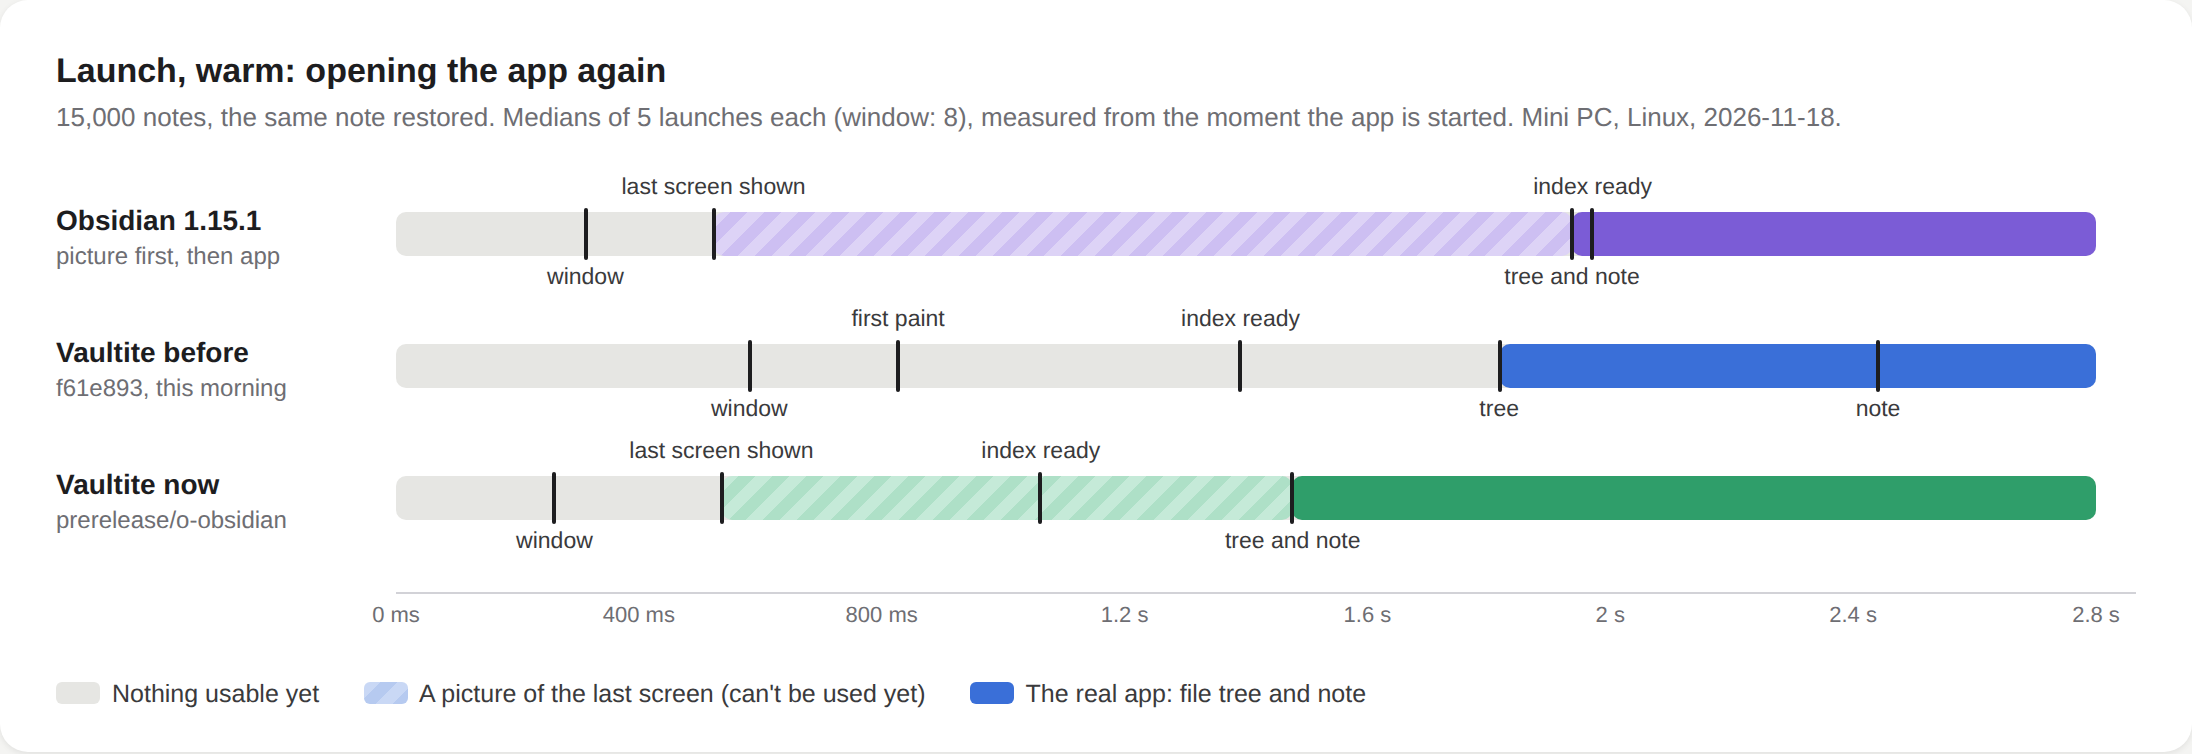 Launch, warm: opening the app again
15,000 notes, the same note restored. Medians of 5 launches each (window: 8), measured from the moment the app is started. Mini PC, Linux, 2026-11-18.
last screen shown
index ready
Obsidian 1.15.1
picture first, then app
window
tree and note
first paint
index ready
Vaultite before
f61e893, this morning
window
tree
note
last screen shown
index ready
Vaultite now
prerelease/o-obsidian
window
tree and note
0 ms
400 ms
800 ms
1.2 s
1.6 s
2 s
2.4 s
2.8 s
Nothing usable yet
A picture of the last screen (can't be used yet)
The real app: file tree and note